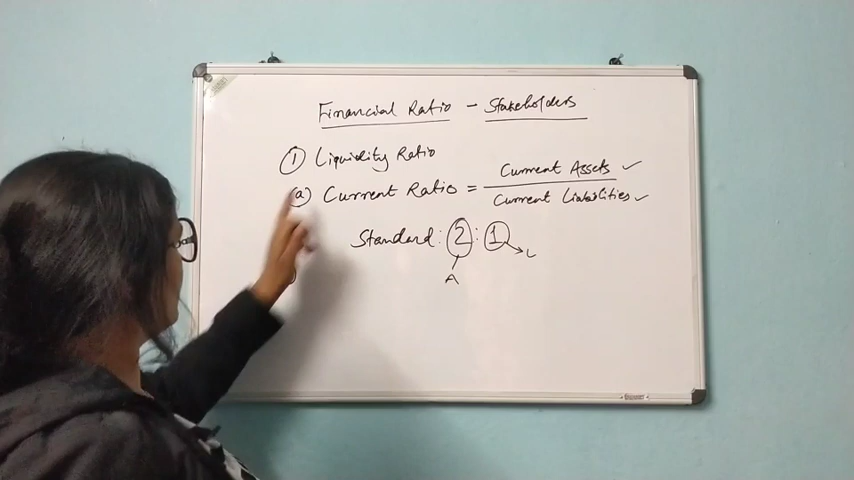 Financial Ratio - Stakeholders
① Liquidity Ratio
(a) Current Ratio = Current Assets ✓
Current Liabilities ✓
Standard: 2 : 1
A
L